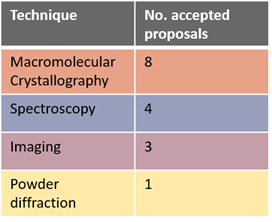 Technique No. accepted
proposals
Macromolecular 8
Crystallography
Spectroscopy 4
Imaging 3
Powder 1
diffraction